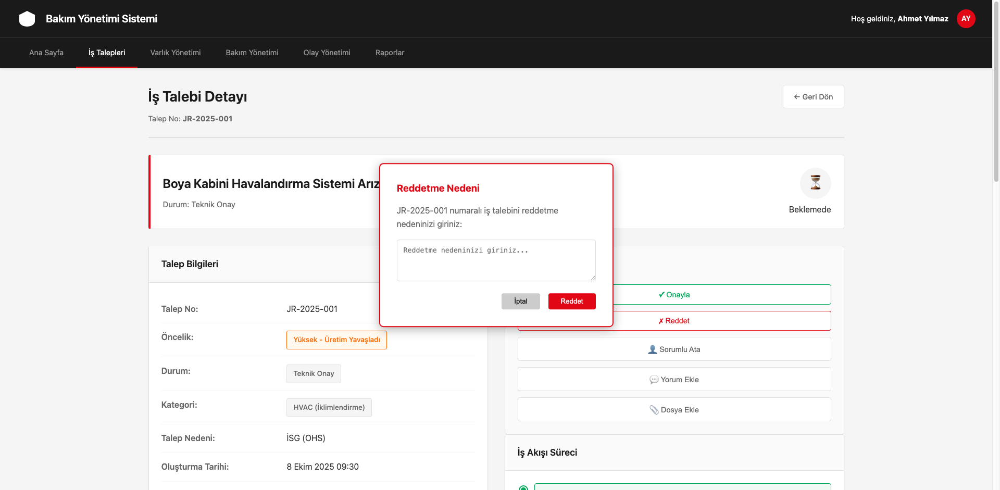 Bakım Yönetimi Sistemi
Hoş geldiniz, Ahmet Yılmaz
AY
Ana Sayfa
İş Talepleri
Varlık Yönetimi
Bakım Yönetimi
Olay Yönetimi
Raporlar
İş Talebi Detayı
Talep No: JR-2025-001
← Geri Dön
Boya Kabini Havalandırma Sistemi
Durum: Teknik Onay
Beklemede
Reddetme Nedeni
JR-2025-001 numaralı iş talebini reddetme
nedeninizi giriniz:
Reddetme nedeninizi giriniz...
İptal
Reddet
Talep Bilgileri
Talep No:
JR-2025-001
Öncelik:
Yüksek - Üretim Yavaşladı
Durum:
Teknik Onay
Kategori:
HVAC (İklimlendirme)
Talep Nedeni:
İSG (OHS)
Oluşturma Tarihi:
8 Ekim 2025 09:30
✓ Onayla
✗ Reddet
Sorumlu Ata
Yorum Ekle
Dosya Ekle
İş Akışı Süreci